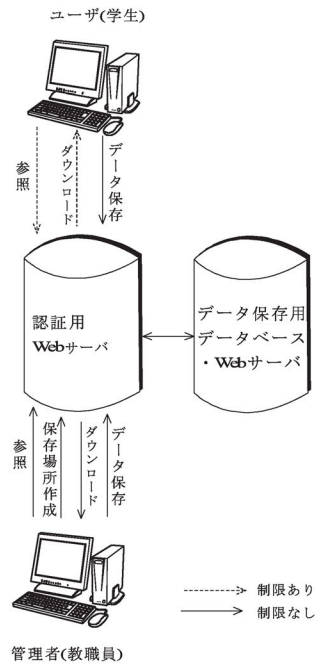 ユーザ(学生)
参照
ダウンロード
データ保存
認証用
Webサーバ
データ保存用
データベース
・Webサーバ
参照
保存場所作成
ダウンロード
データ保存
制限あり
制限なし
管理者(教職員)